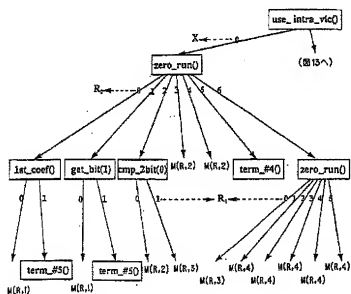 use_intra_vlc()
X 0
zero_run()
(図13へ)
R₀ 0 1 2 3 4 5 6
M(R,2) M(R,2)
1st_coef() get_bit(1) cmp_2bit(0) term_#4() zero_run()
0 1 0 1 0 1 R₁ 0 1 2 3 4 5
M(R,2) M(R,3) M(R,4) M(R,4) M(R,4)
M(R,3) M(R,4) M(R,4)
term_#5() term_#5()
M(R,1) M(R,1)